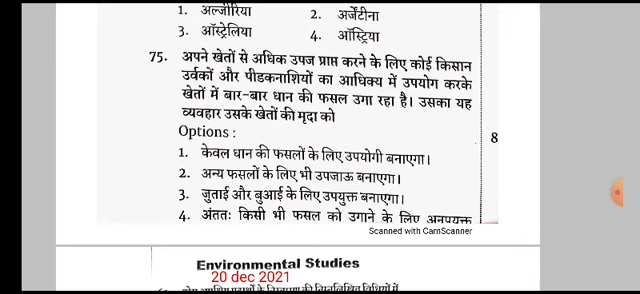 1. अल्जीरिया 2. अर्जेंटीना
3. ऑस्ट्रेलिया 4. ऑस्ट्रिया
75. अपने खेतों से अधिक उपज प्राप्त करने के लिए कोई किसान
उर्वकों और पीडकनाशियों का आधिक्य में उपयोग करके
खेतों में बार-बार धान की फसल उगा रहा है। उसका यह
व्यवहार उसके खेतों की मृदा को
Options :
8
1. केवल धान की फसलों के लिए उपयोगी बनाएगा।
2. अन्य फसलों के लिए भी उपजाऊ बनाएगा।
3. जुताई और बुआई के लिए उपयुक्त बनाएगा।
4. अंततः किसी भी फसल को उगाने के लिए अनुपयुक्त
Scanned with CamScanner
Environmental Studies
20 dec 2021